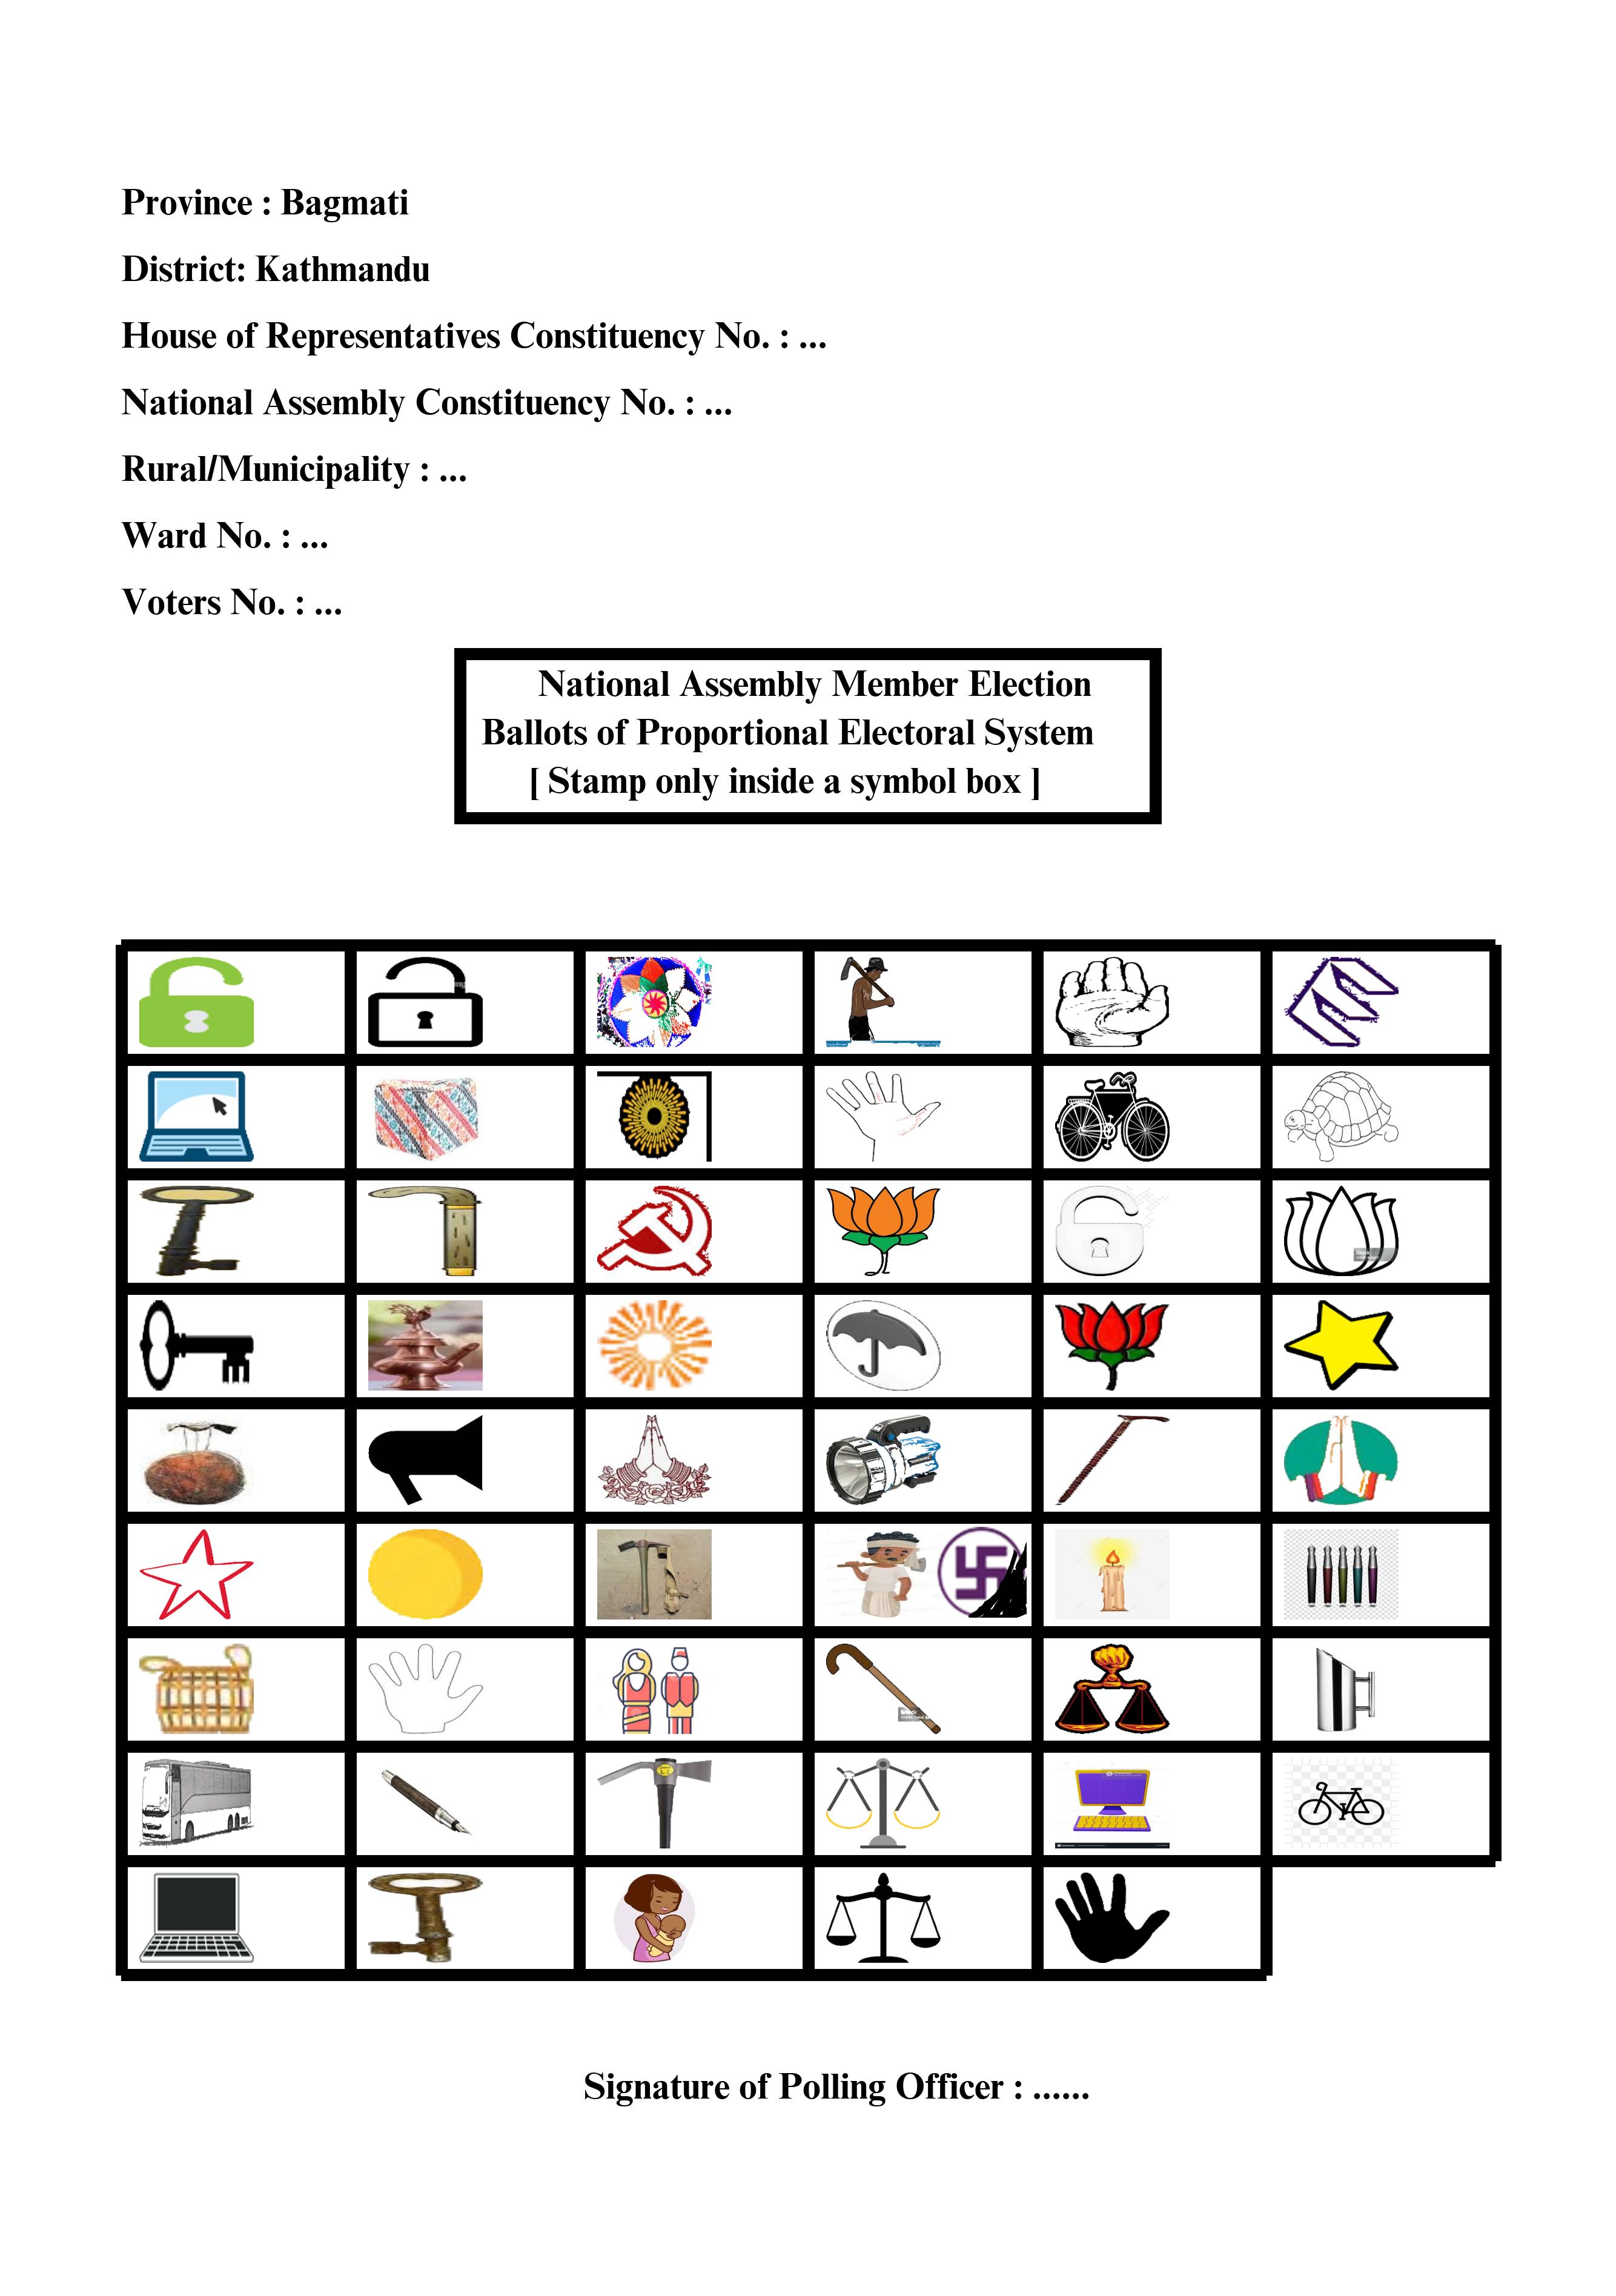 Province : Bagmati
District: Kathmandu
House of Representatives Constituency No. : ...
National Assembly Constituency No. : ...
Rural/Municipality : ...
Ward No. : ...
Voters No. : ...
National Assembly Member Election
Ballots of Proportional Electoral System
[ Stamp only inside a symbol box ]
Signature of Polling Officer : ......